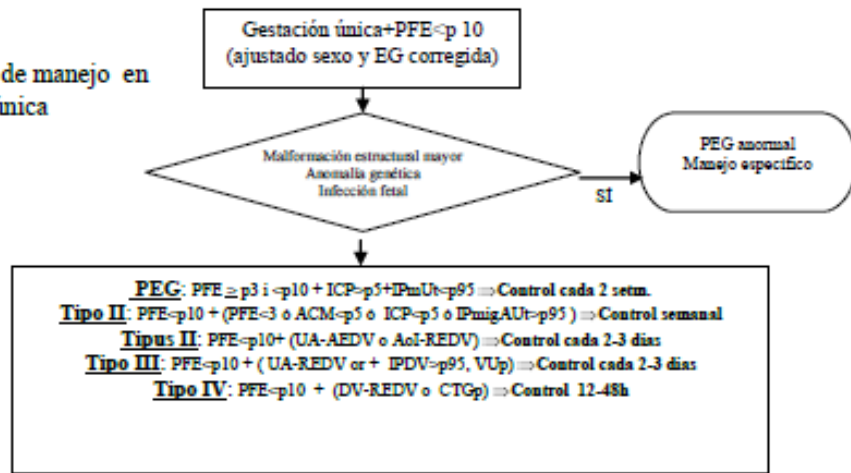 Gestación única+PFE<p 10
(ajustado sexo y EG corregida)
de manejo en
única
Malformación estructural mayor
Anomalía genética
Infección fetal
SI
PEG anormal
Manejo específico
PEG: PFE ≥ p3 i <p10 + ICP>p5+IPmUt<p95 ⇒Control cada 2 setm.
Tipo II: PFE<p10 + (PFE<3 ó ACM<p5 ó ICP<p5 ó IPmigAUt>p95 ) ⇒Control semanal
Tipus II: PFE<p10+ (UA-AEDV o AoI-REDV) ⇒Control cada 2-3 dias
Tipo III: PFE<p10 + ( UA-REDV or + IPDV>p95, VUp) ⇒Control cada 2-3 dias
Tipo IV: PFE<p10 + (DV-REDV o CTGp) ⇒Control 12-48h